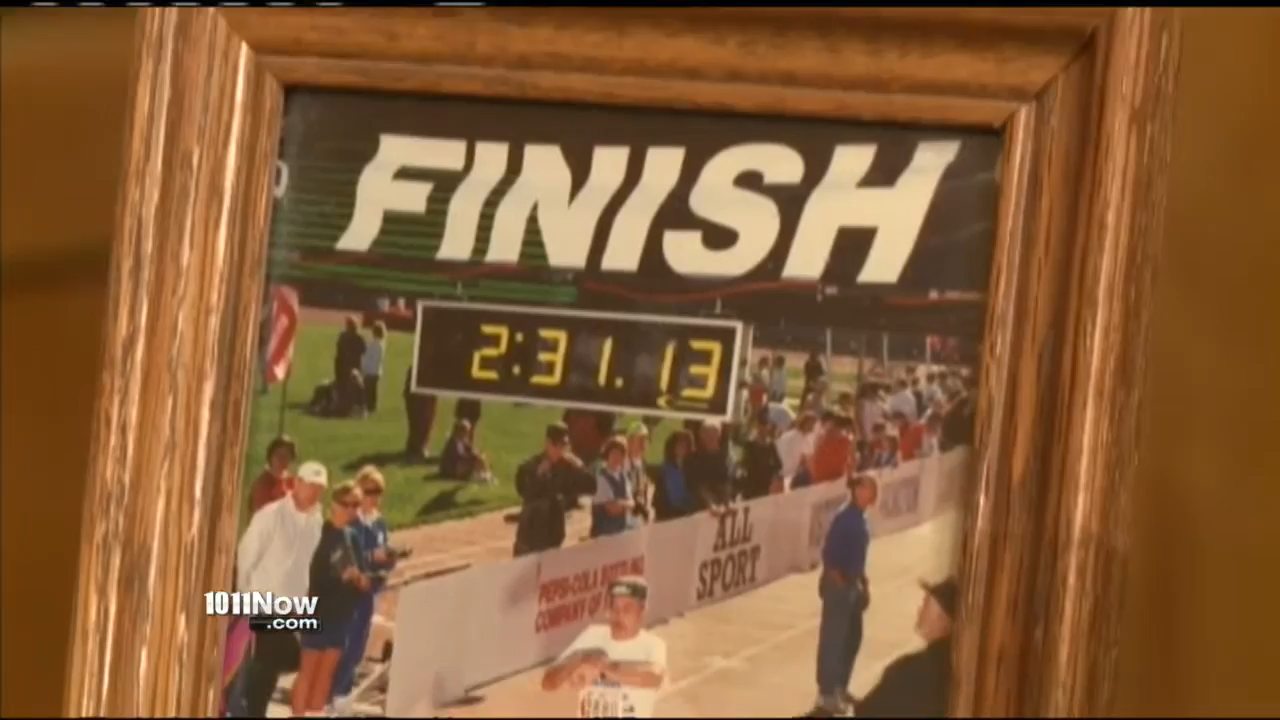 FINISH
2:31.13
ALL
SPORT
PEPSI-COLA BOTTLING
COMPANY OF
1011Now
.com